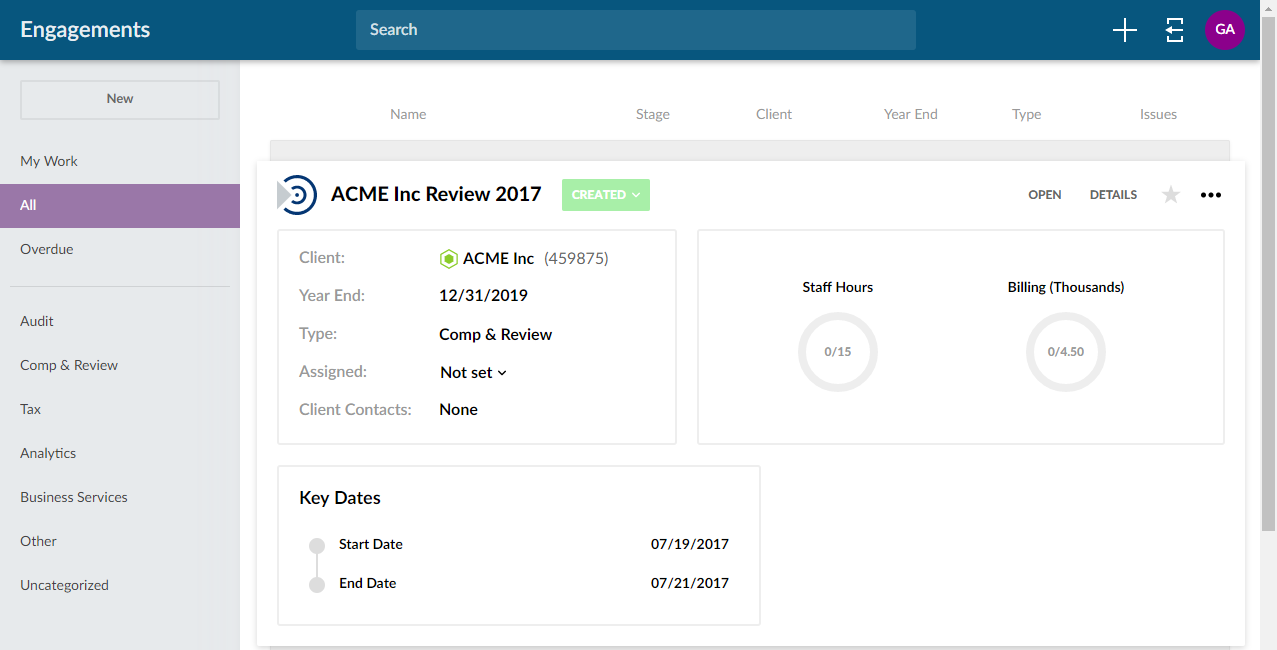 Engagements
Search
GA
New
My Work
All
Overdue
Audit
Comp & Review
Tax
Analytics
Business Services
Other
Uncategorized
Name Stage Client Year End Type Issues
ACME Inc Review 2017 CREATED OPEN DETAILS
Client: ACME Inc (459875)
Year End: 12/31/2019
Type: Comp & Review
Assigned: Not set
Client Contacts: None
Staff Hours Billing (Thousands)
0/15 0/4.50
Key Dates
Start Date 07/19/2017
End Date 07/21/2017